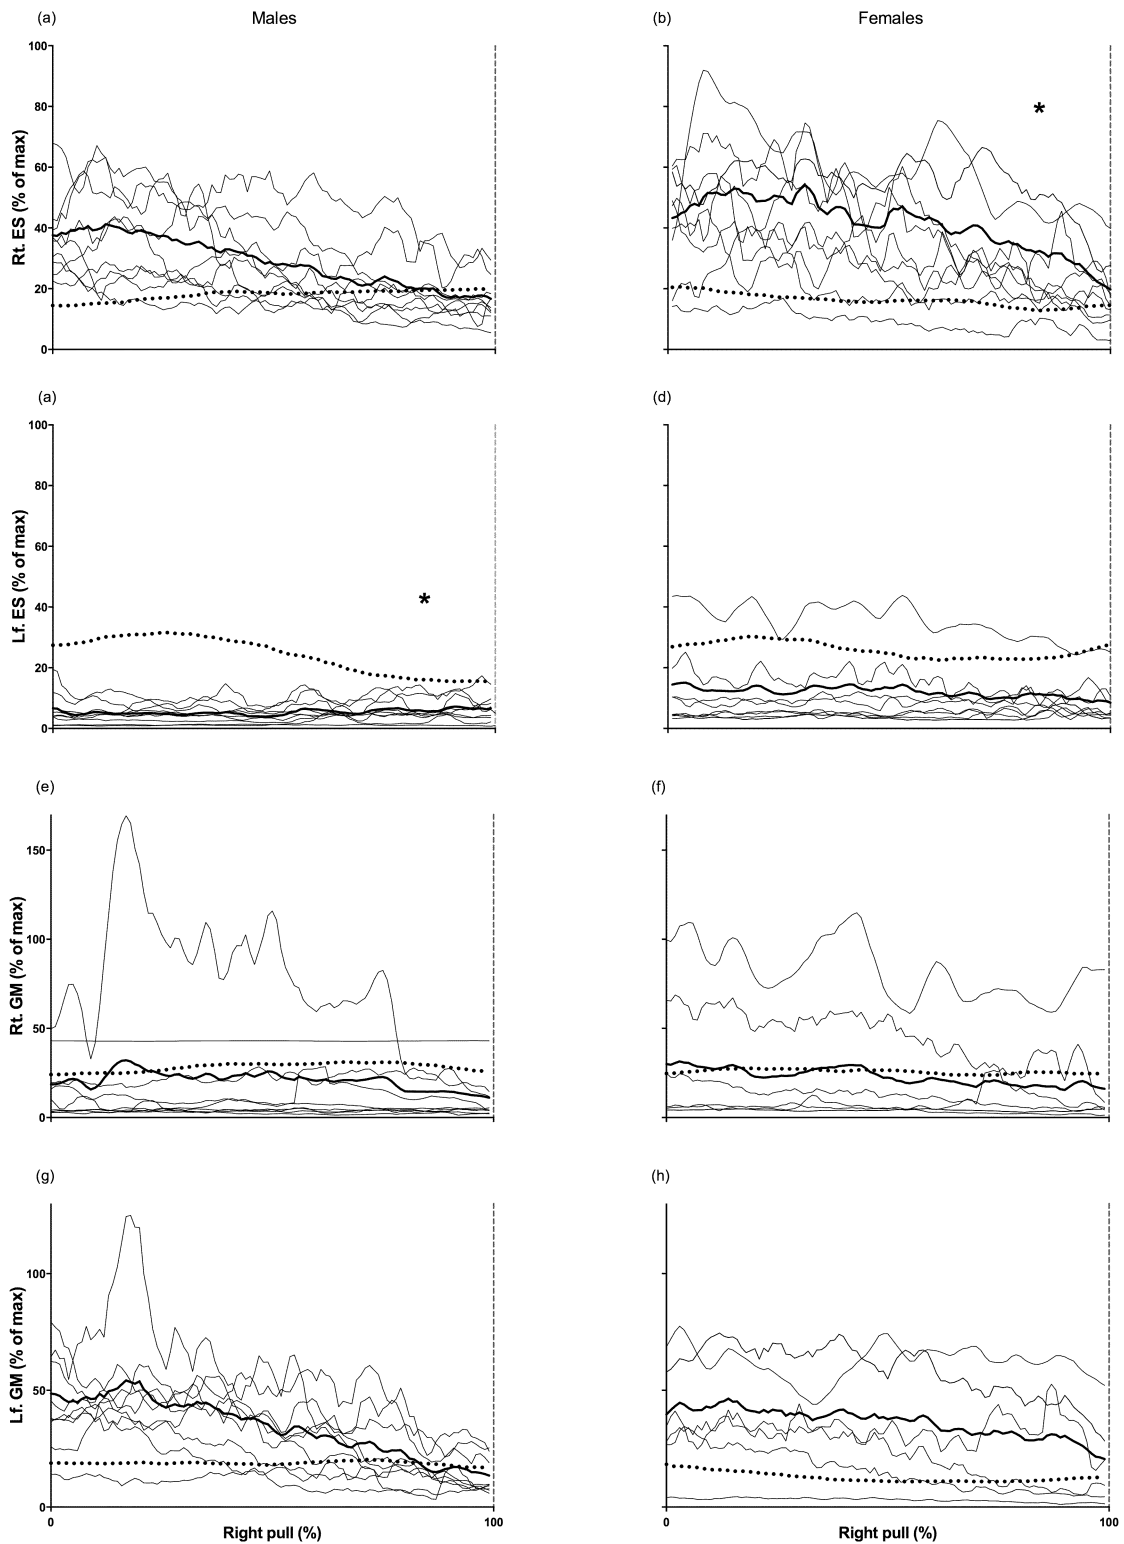 (a) Males (b) Females
100
80
60
40
20
0
Rt. ES (% of max)
*
(a) (d)
100
80
60
40
20
0
Lf. ES (% of max)
*
(e) (f)
150
100
50
0
Rt. GM (% of max)
(g) (h)
100
50
0
Lf. GM (% of max)
0 100 0 100
Right pull (%) Right pull (%)